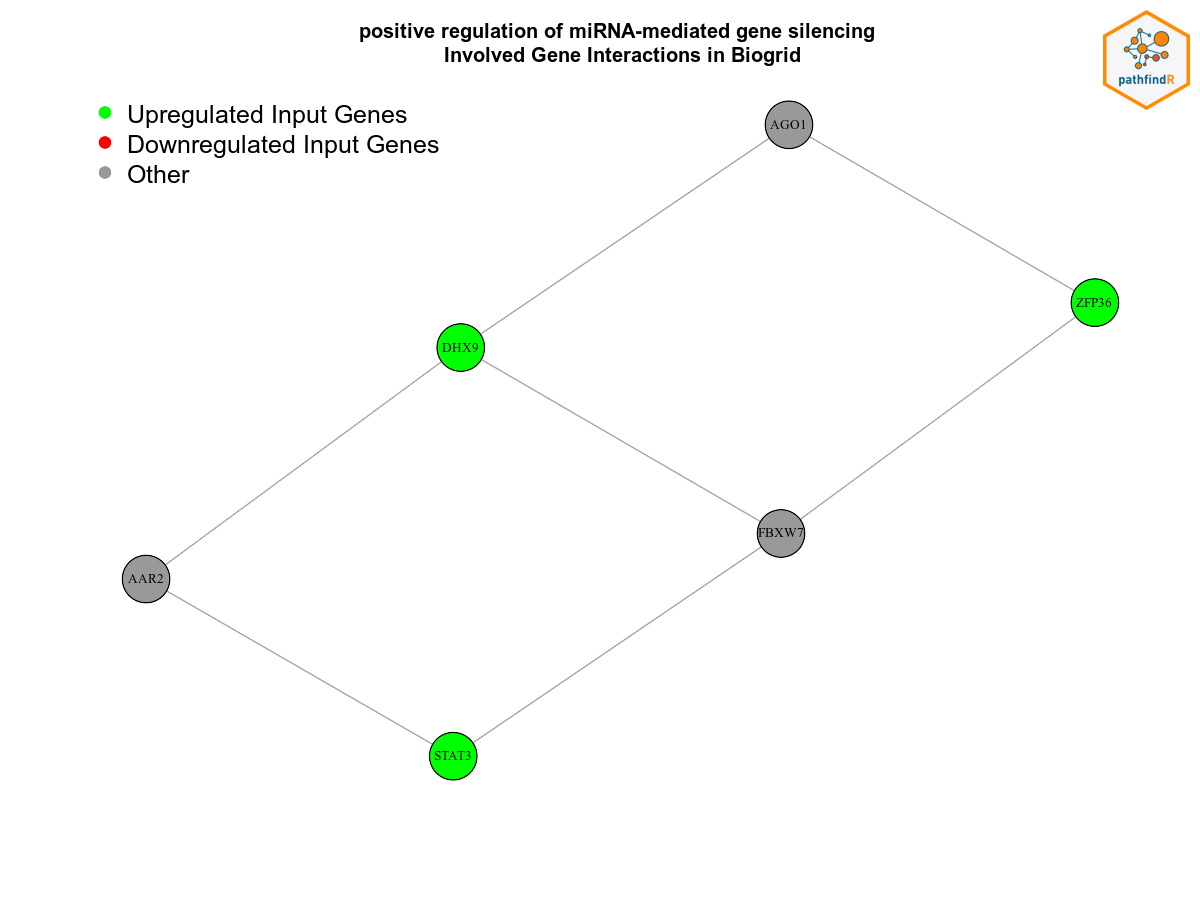 positive regulation of miRNA-mediated gene silencing
Involved Gene Interactions in Biogrid
pathfindR
Upregulated Input Genes
Downregulated Input Genes
Other
AGO1
ZFP36
DHX9
FBXW7
AAR2
STAT3